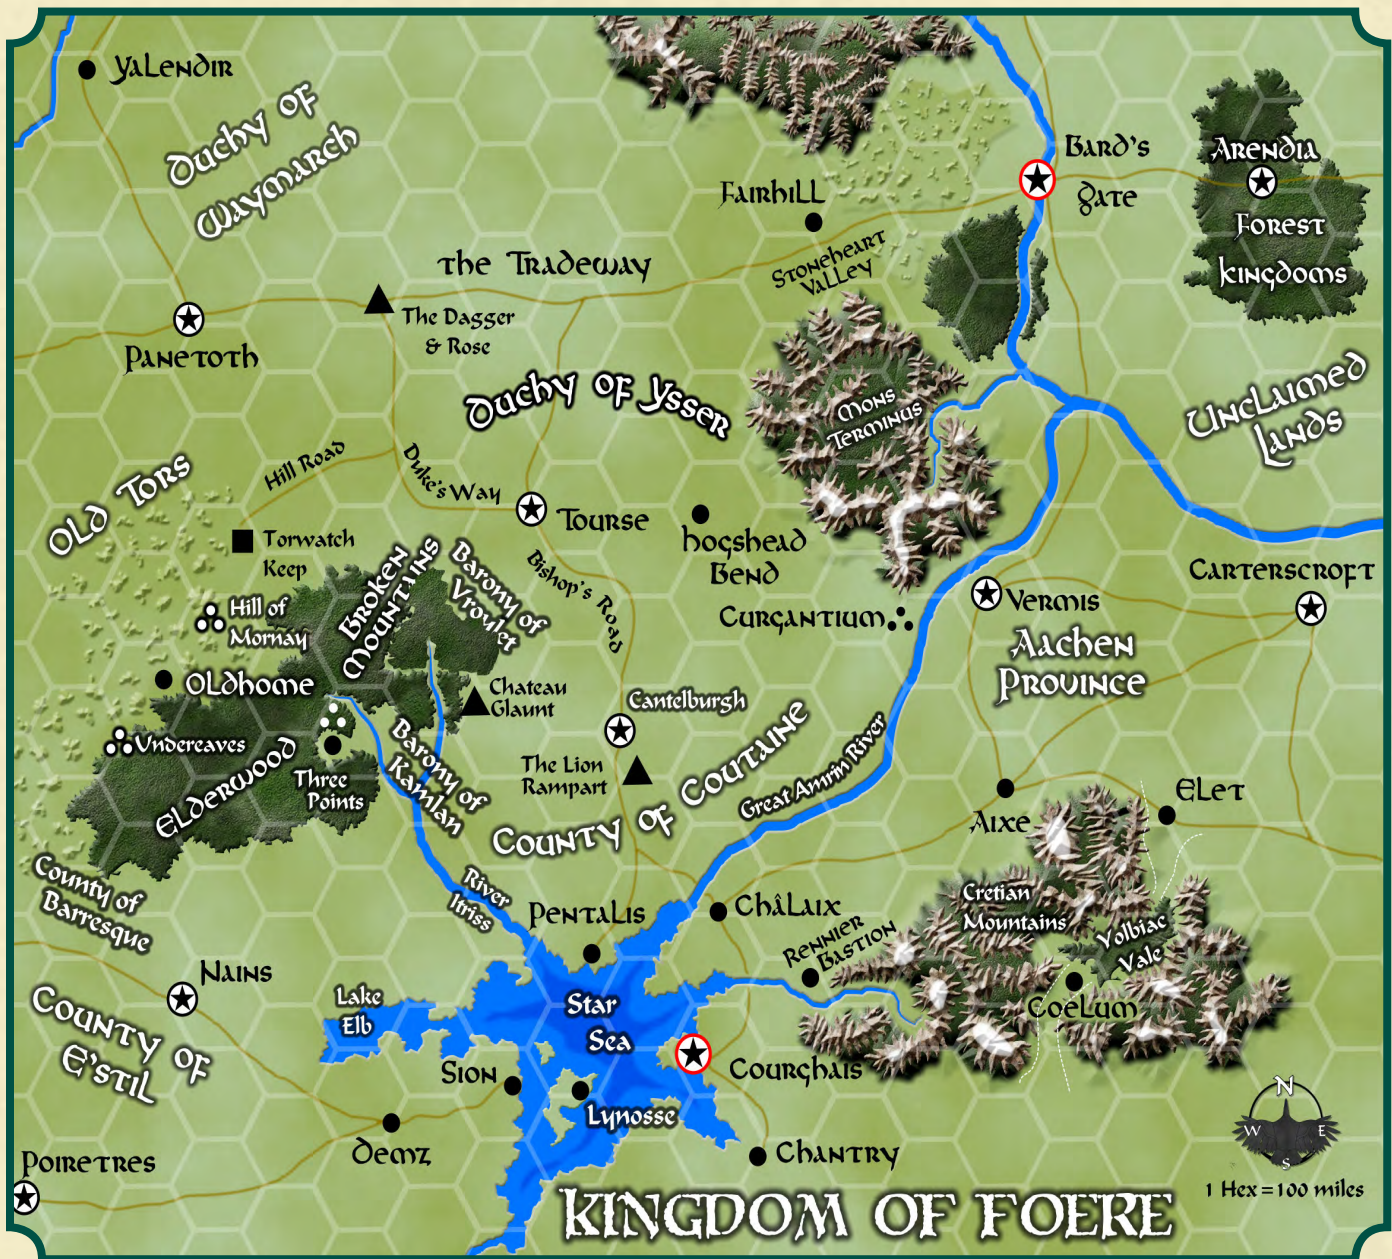 Yalendir
Duchy of
Waymarch
Bard's
Gate
Arendia
Forest
Kingdoms
Fairhill
Stoneheart
Valley
The Tradeway
The Dagger
& Rose
Panetoth
Duchy of Ysser
Mons
Terminus
Unclaimed
Lands
Old Tors
Hill Road
Duke's Way
Tourse
Hogshead
Bend
Torwatch
Keep
Broken
Mountains
Barony of
Vroulet
Bishop's Road
Curgantium
Vermis
Carterscroft
Aachen
Province
Hill of
Mornay
Oldhome
Undereaves
Elderwood
Three
Points
Chateau
Glaunt
Barony of
Kamlan
Cantelburgh
The Lion
Rampart
County of Coutaine
Great Amrin River
Aixe
Elet
County of
Barresque
River
Itriss
Pentalis
Châlaix
Rennier
Bastion
Cretian
Mountains
Yolbiac
Vale
Coelum
Nains
County of
E'stil
Lake
Elb
Star
Sea
Sion
Lynosse
Courghais
Demz
Chantry
Poiretres
N
W E
S
1 Hex=100 miles
Kingdom of Foere